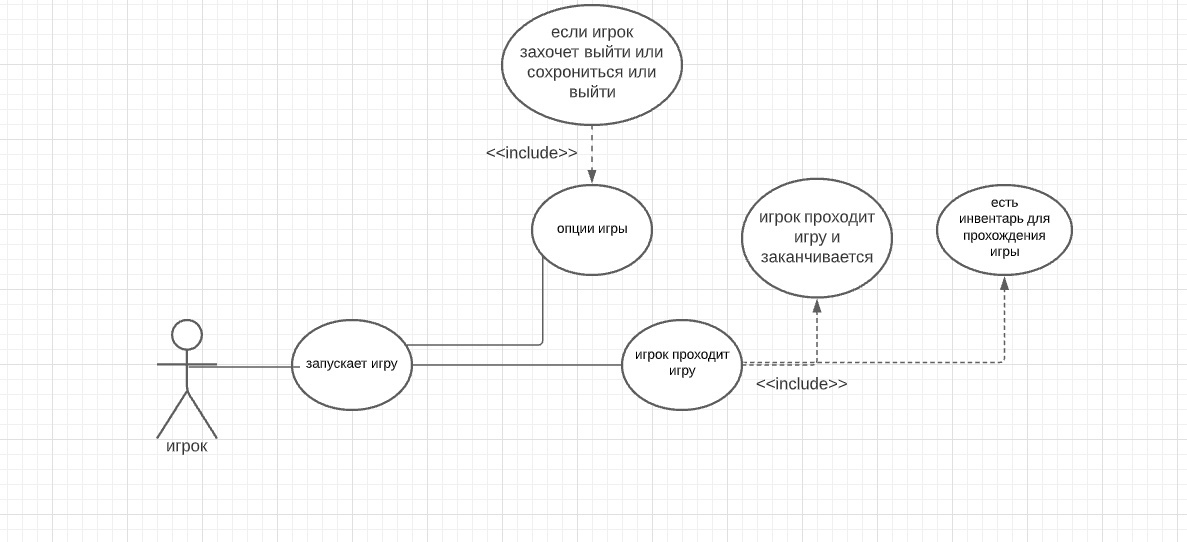 если игрок
захочет выйти или
сохрониться или
выйти
<<include>>
опции игры
игрок проходит
игру и
заканчивается
есть
инвентарь для
прохождения
игры
запускает игру
игрок проходит
игру
<<include>>
игрок